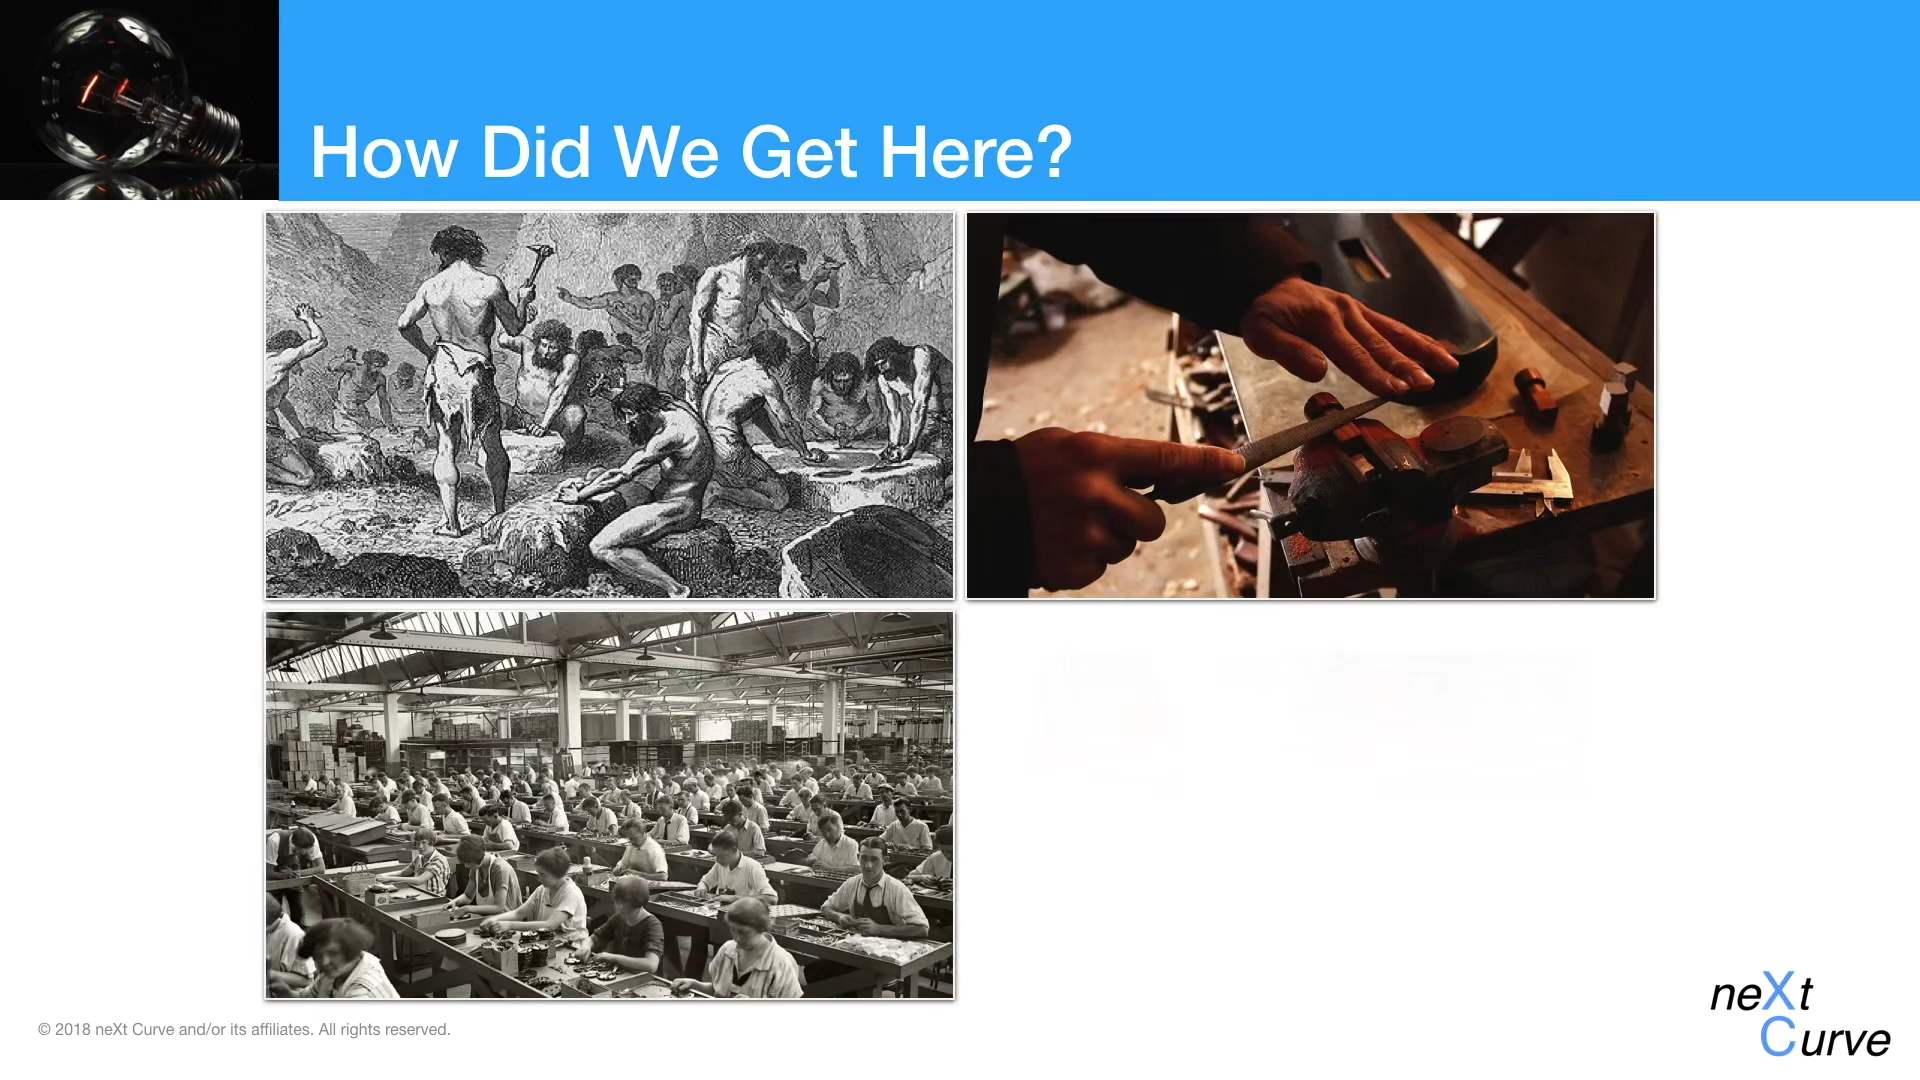 How Did We Get Here?
© 2018 neXt Curve and/or its affiliates. All rights reserved.
neXt
Curve